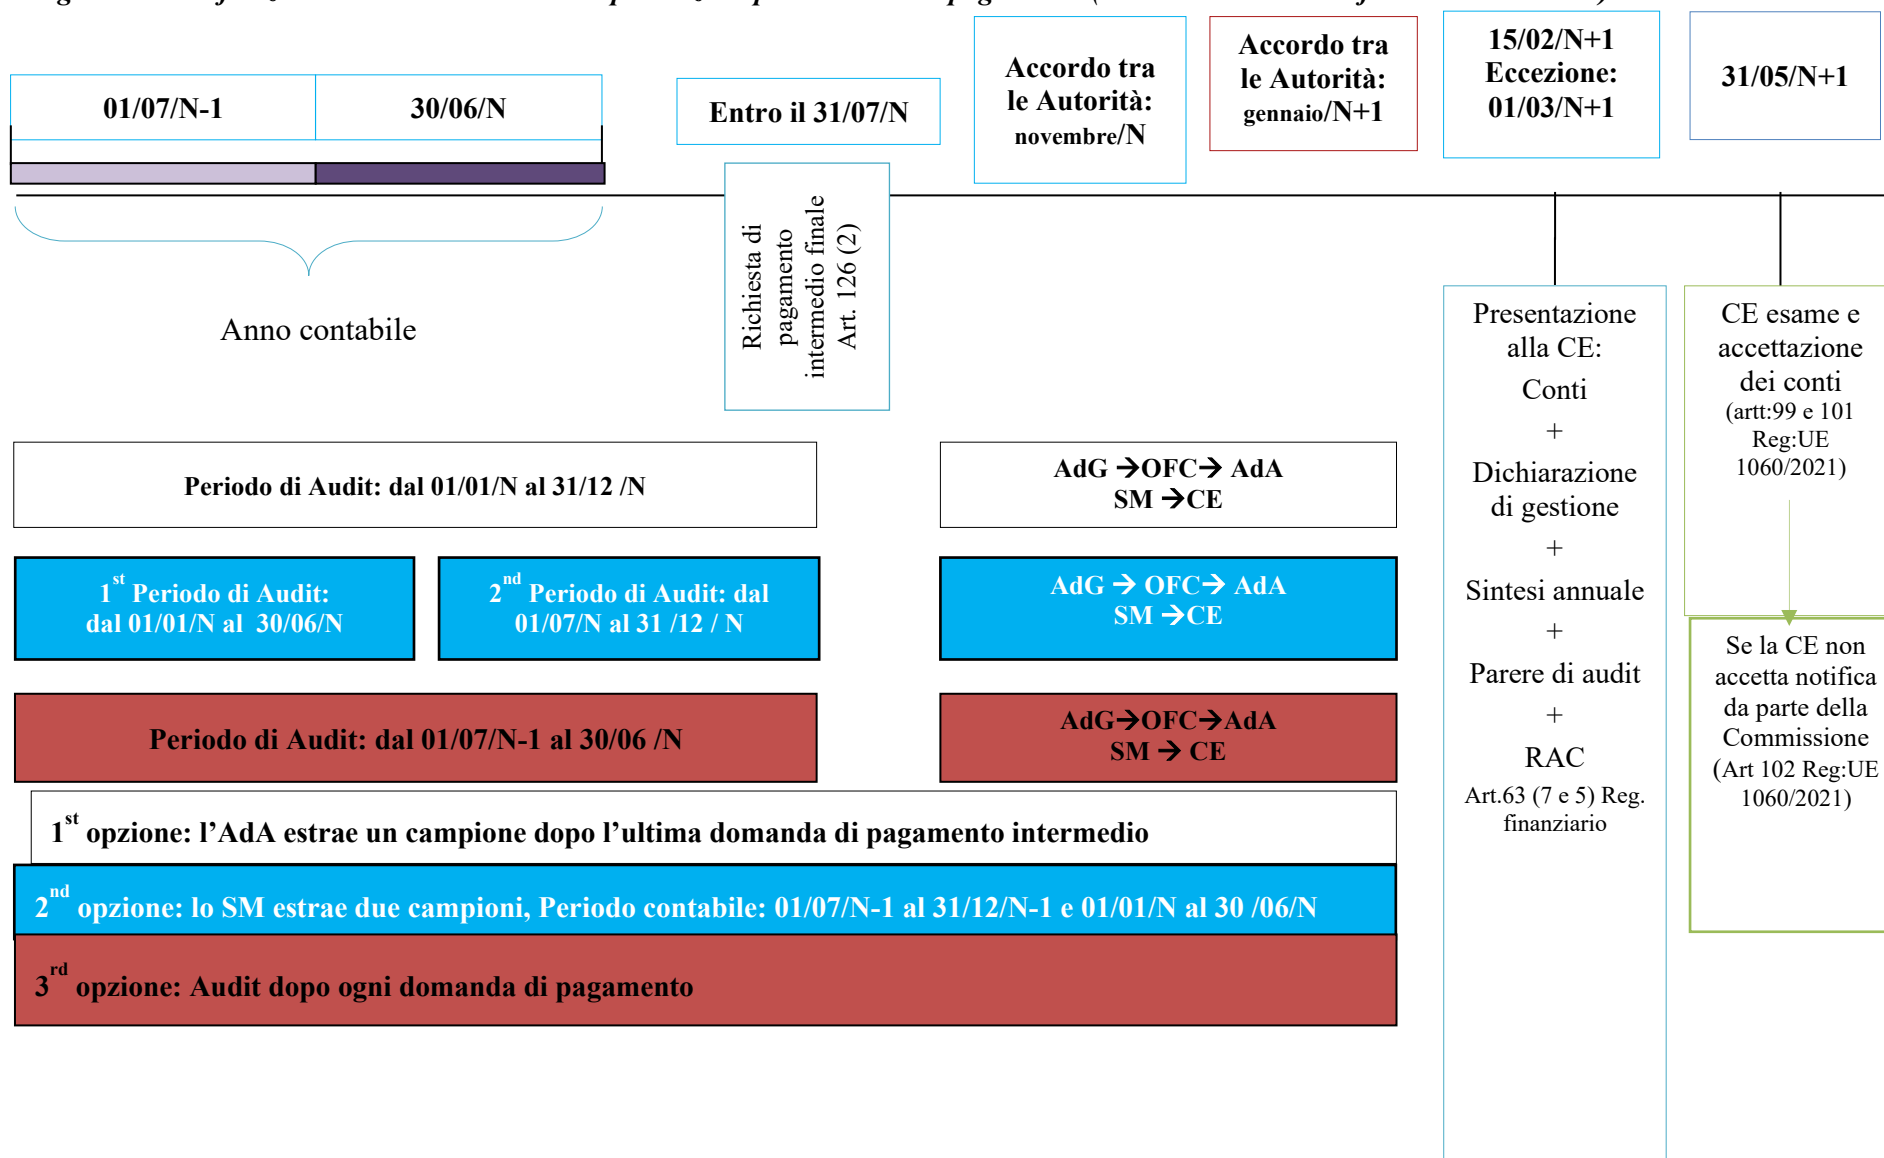 01/07/N-1
30/06/N
Entro il 31/07/N
Accordo tra
le Autorità:
novembre/N
Accordo tra
le Autorità:
gennaio/N+1
15/02/N+1
Eccezione:
01/03/N+1
31/05/N+1
Richiesta di
pagamento
intermedio finale
Art. 126 (2)
Anno contabile
Presentazione
alla CE:
Conti
+
Dichiarazione
di gestione
+
Sintesi annuale
+
Parere di audit
+
RAC
Art.63 (7 e 5) Reg.
finanziario
CE esame e
accettazione
dei conti
(artt:99 e 101
Reg:UE
1060/2021)
Se la CE non
accetta notifica
da parte della
Commissione
(Art 102 Reg:UE
1060/2021)
Periodo di Audit: dal 01/01/N al 31/12 /N
AdG →OFC→ AdA
SM →CE
1st Periodo di Audit:
dal 01/01/N al 30/06/N
2nd Periodo di Audit: dal
01/07/N al 31 /12 / N
AdG → OFC→ AdA
SM →CE
Periodo di Audit: dal 01/07/N-1 al 30/06 /N
AdG→OFC→AdA
SM → CE
1st opzione: l’AdA estrae un campione dopo l’ultima domanda di pagamento intermedio
2nd opzione: lo SM estrae due campioni, Periodo contabile: 01/07/N-1 al 31/12/N-1 e 01/01/N al 30 /06/N
3rd opzione: Audit dopo ogni domanda di pagamento